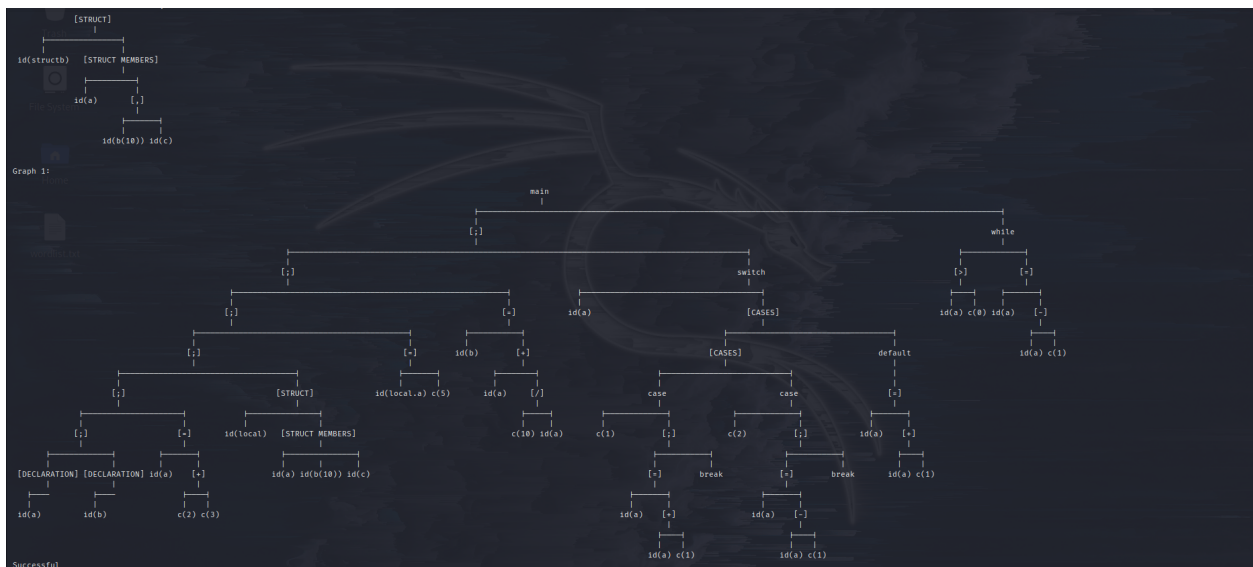 [STRUCT]
id(structb) [STRUCT MEMBERS]
id(a) [,]
id(b(10)) id(c)
Graph 1:
main
[;] while
[;] switch [>] [=]
[;] [=] id(a) [CASES] id(a) c(0) id(a) [-]
[;] [=] id(b) [+] [CASES] default id(a) c(1)
[;] [STRUCT] id(local.a) c(5) id(a) [/] case case [=]
[;] [=] id(local) [STRUCT MEMBERS] c(10) id(a) c(1) [;] c(2) [;] id(a) [+]
[DECLARATION] [DECLARATION] id(a) [+] id(a) id(b(10)) id(c) [=] break [=] break id(a) c(1)
id(a) id(b) c(2) c(3) id(a) [+] id(a) [-]
id(a) c(1) id(a) c(1)
Successful